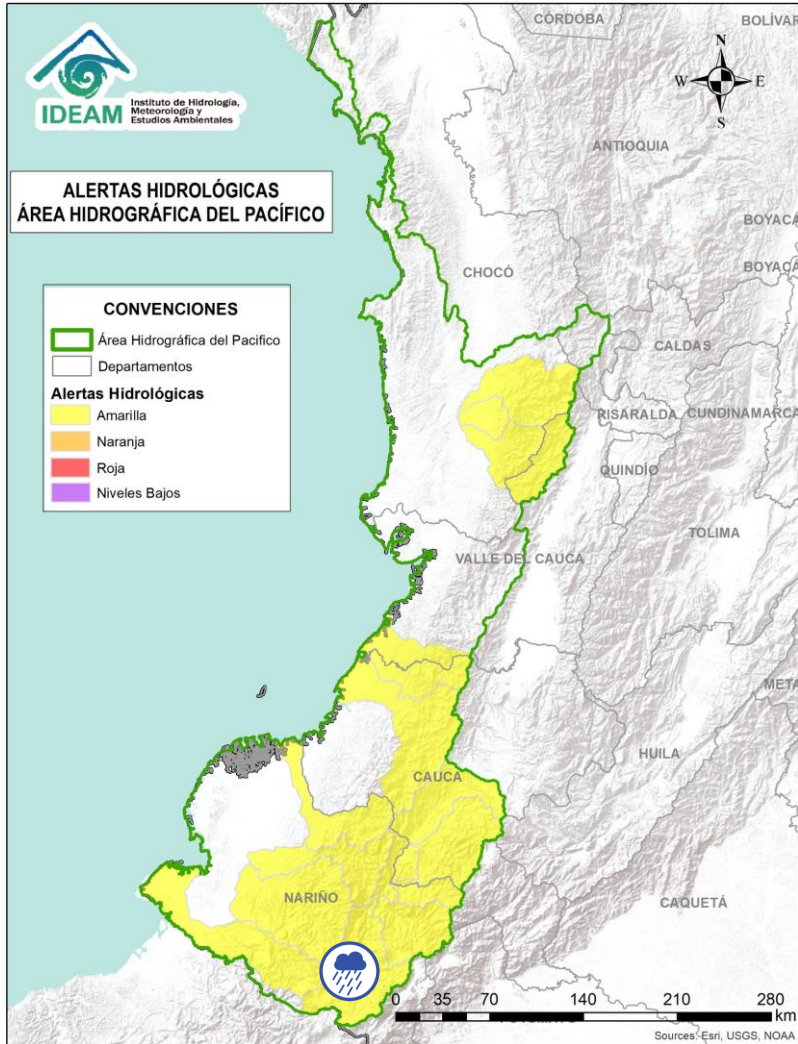 IDEAM
Instituto de Hidrología,
Meteorología y
Estudios Ambientales
CÓRDOBA
BOLÍVAR
N
W
E
S
ANTIOQUIA
ALERTAS HIDROLÓGICAS
ÁREA HIDROGRÁFICA DEL PACÍFICO
BOYACÁ
BOYACÁ
CHOCÓ
CONVENCIONES
Área Hidrográfica del Pacífico
Departamentos
Alertas Hidrológicas
Amarilla
Naranja
Roja
Niveles Bajos
CALDAS
RISARALDA
CUNDINAMARCA
QUINDÍO
TOLIMA
VALLE DEL CAUCA
META
HUILA
CAUCA
NARIÑO
CAQUETÁ
0 35 70 140 210 280
km
Sources: Esri, USGS, NOAA